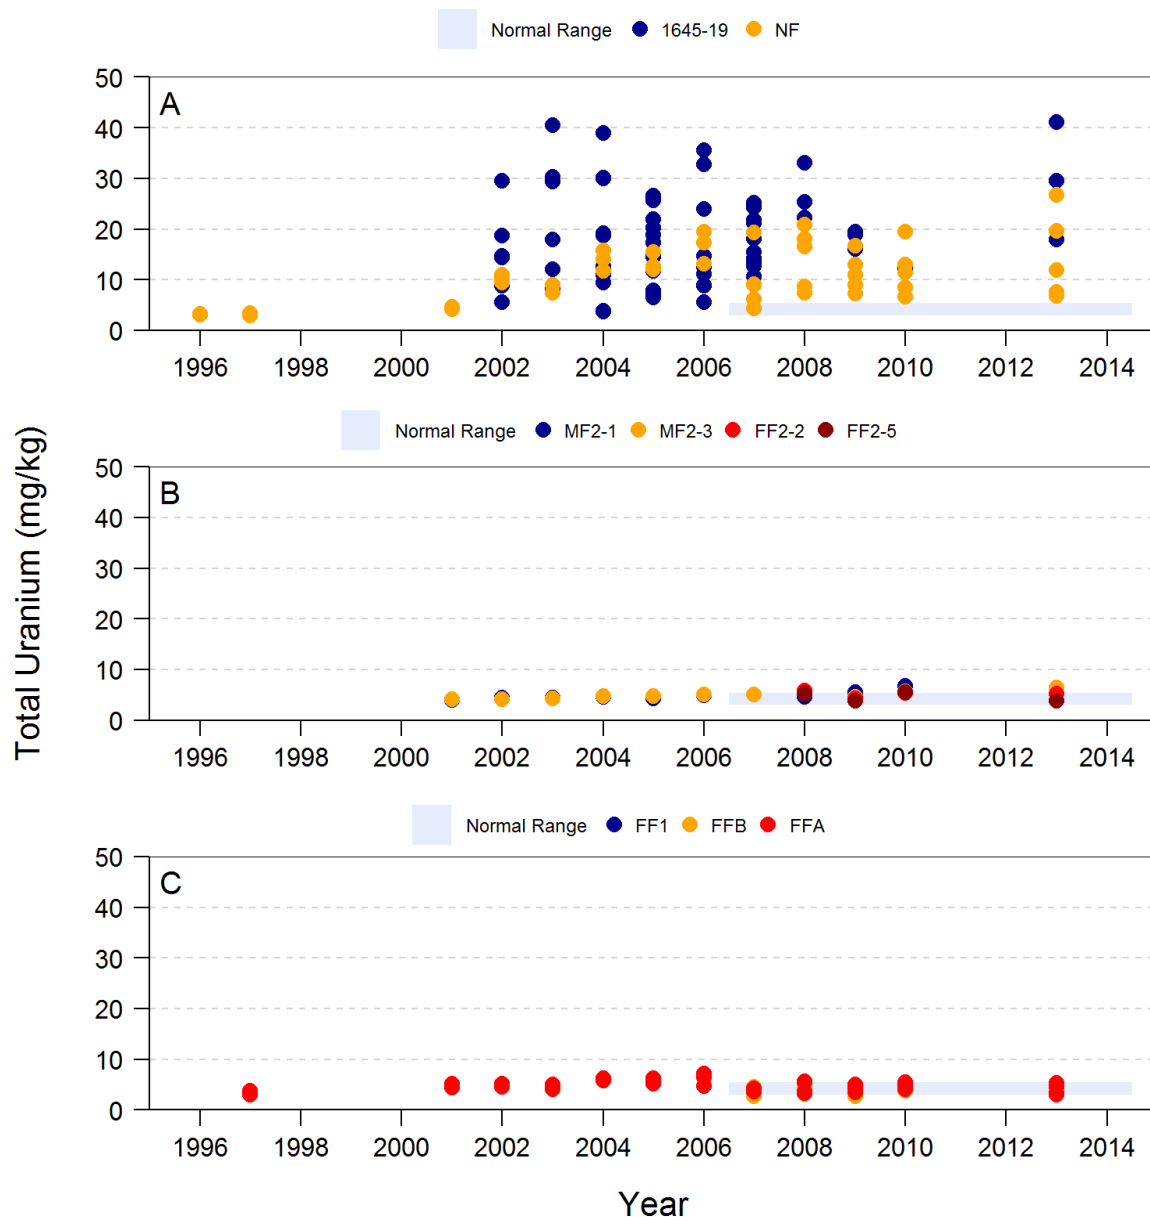 Normal Range 1645-19 NF
A
50
40
30
20
10
0
1996 1998 2000 2002 2004 2006 2008 2010 2012 2014
Normal Range MF2-1 MF2-3 FF2-2 FF2-5
B
50
40
30
20
10
0
1996 1998 2000 2002 2004 2006 2008 2010 2012 2014
Total Uranium (mg/kg)
Normal Range FF1 FFB FFA
C
50
40
30
20
10
0
1996 1998 2000 2002 2004 2006 2008 2010 2012 2014
Year